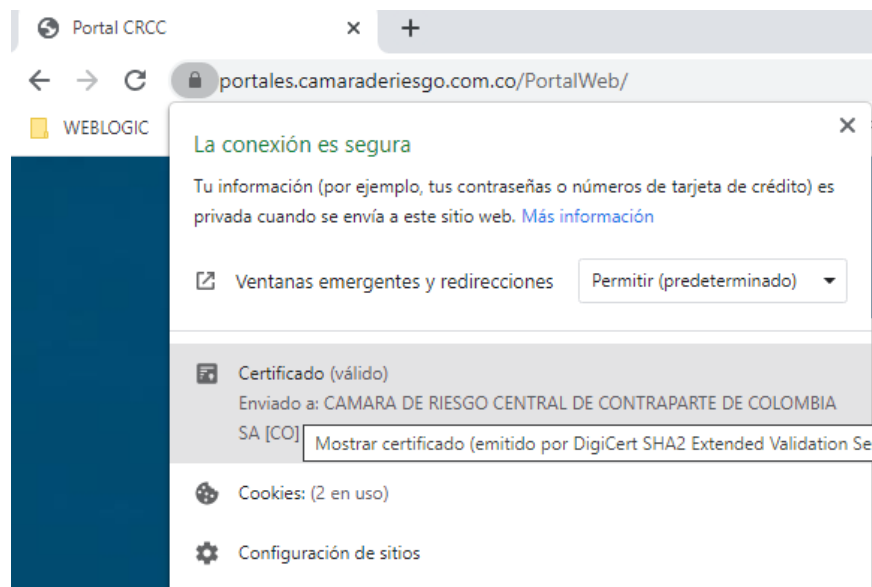 Portal CRCC
portales.camaraderiesgo.com.co/PortalWeb/
WEBLOGIC
La conexión es segura
Tu información (por ejemplo, tus contraseñas o números de tarjeta de crédito) es
privada cuando se envía a este sitio web. Más información
Ventanas emergentes y redirecciones Permitir (predeterminado)
Certificado (válido)
Enviado a: CAMARA DE RIESGO CENTRAL DE CONTRAPARTE DE COLOMBIA
SA [CO]
Mostrar certificado (emitido por DigiCert SHA2 Extended Validation Se
Cookies: (2 en uso)
Configuración de sitios